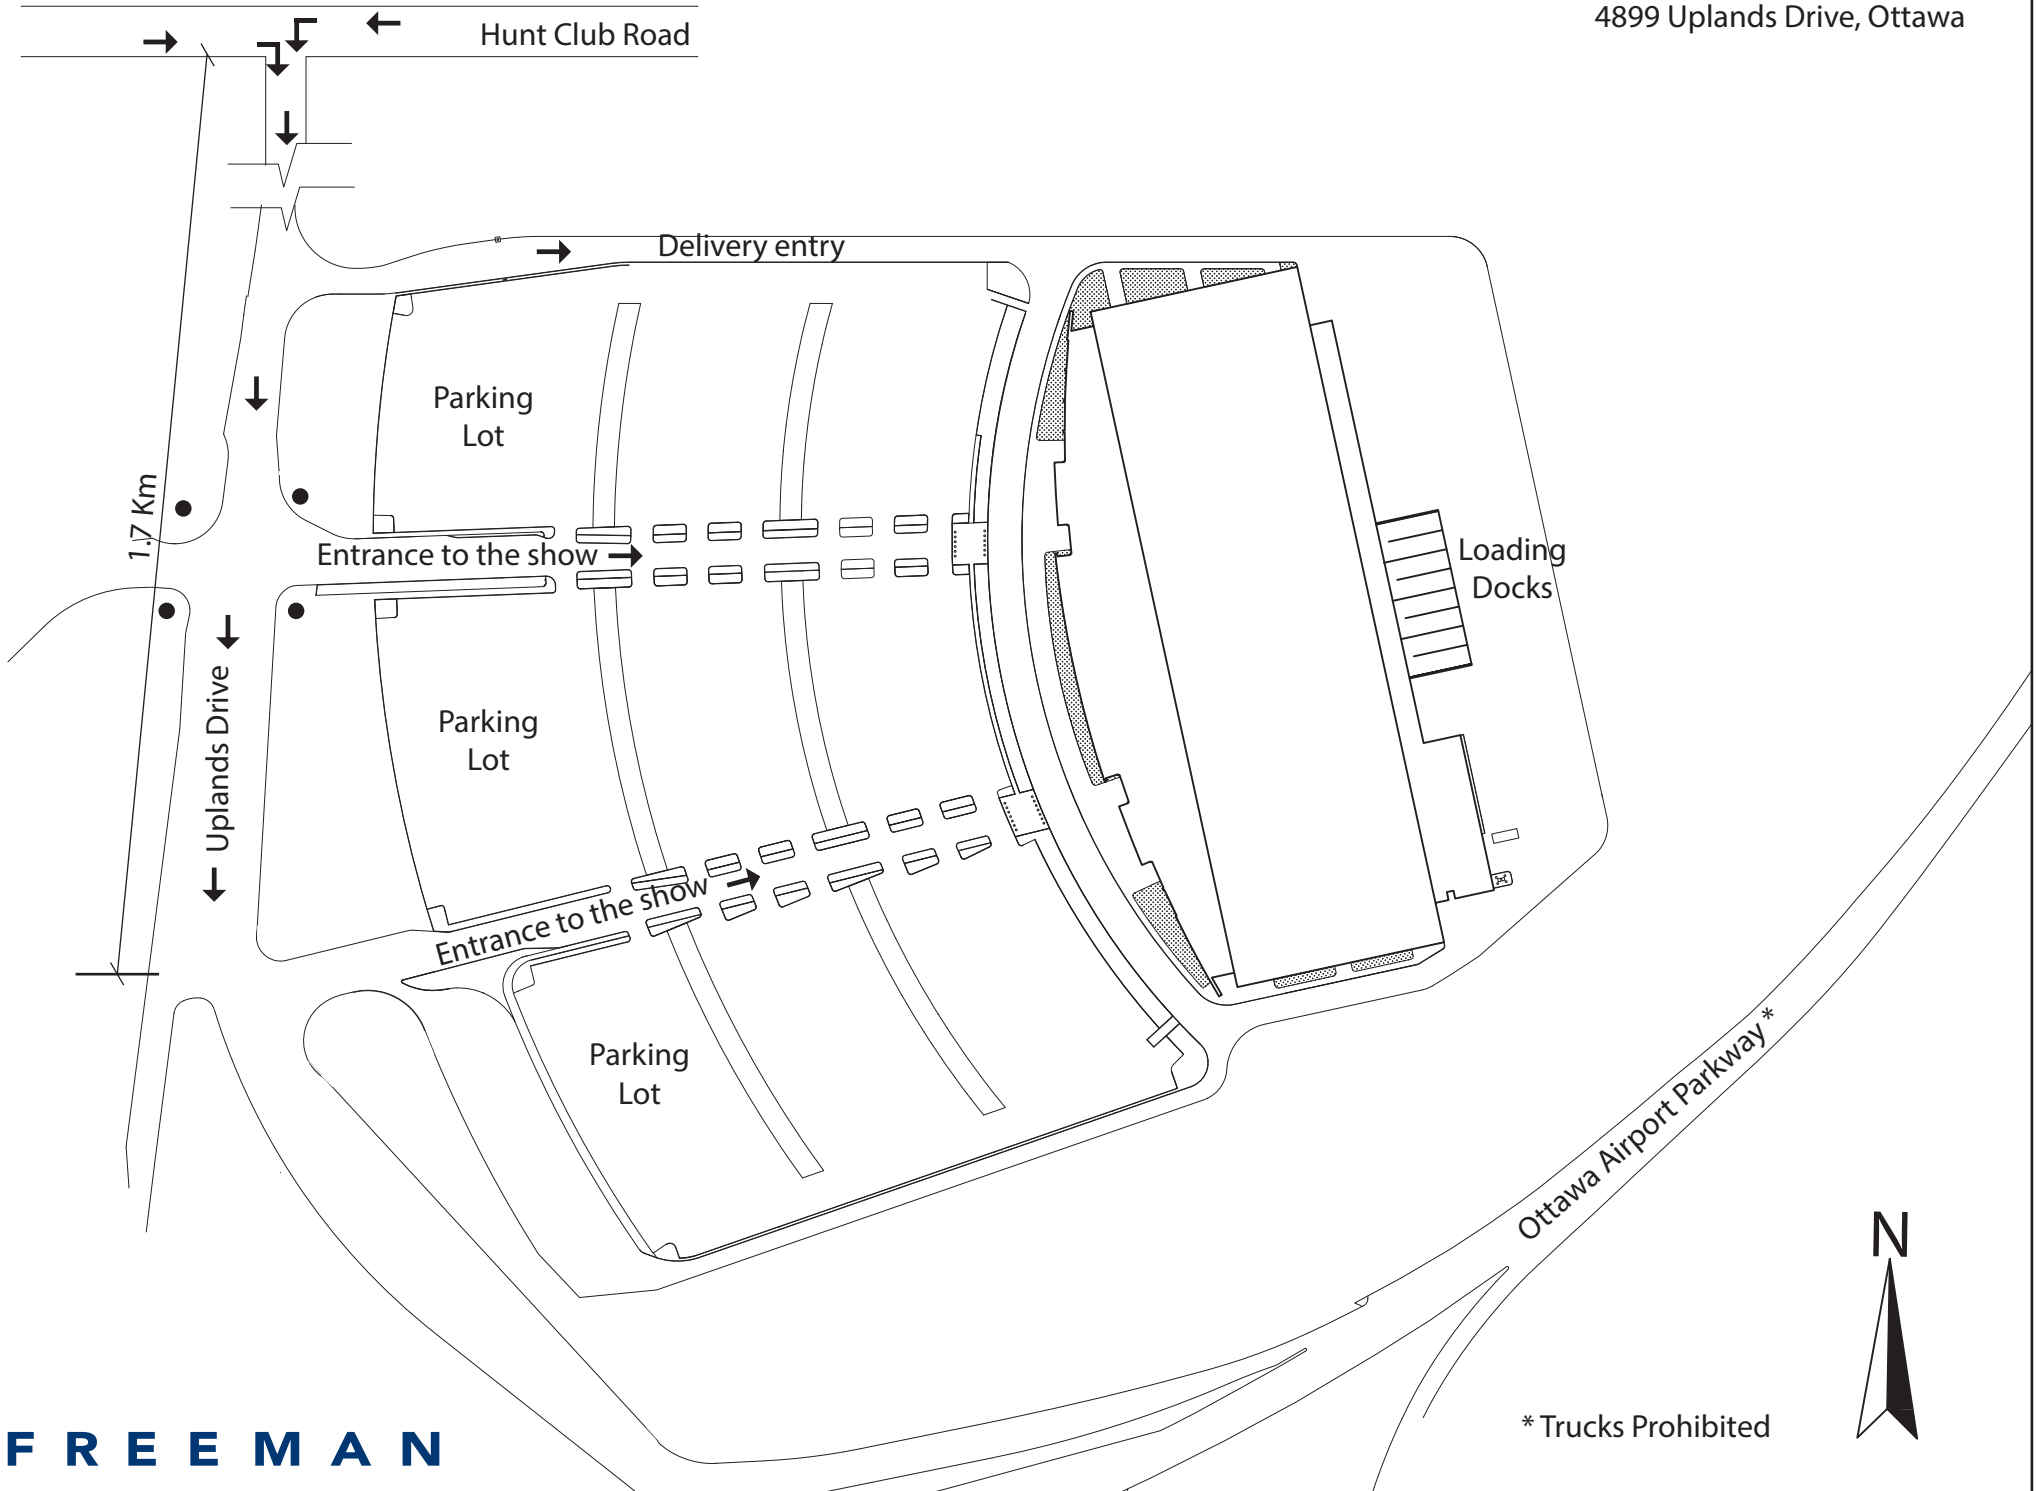 4899 Uplands Drive, Ottawa
Hunt Club Road
Delivery entry
Parking
Lot
1.7 Km
Entrance to the show
Loading
Docks
Uplands Drive
Parking
Lot
Entrance to the show
Parking
Lot
Ottawa Airport Parkway *
N
* Trucks Prohibited
FREEMAN